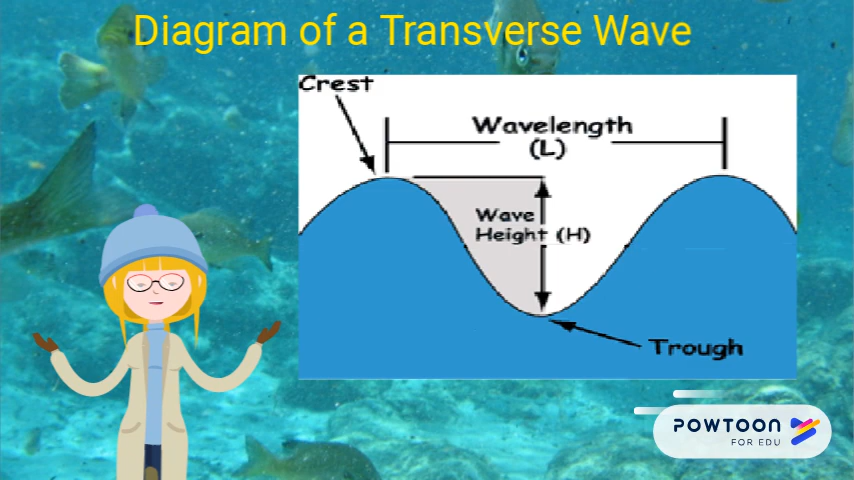 Diagram of a Transverse Wave
Crest
Wavelength
(L)
Wave
Height (H)
Trough
POWTOON
FOR EDU